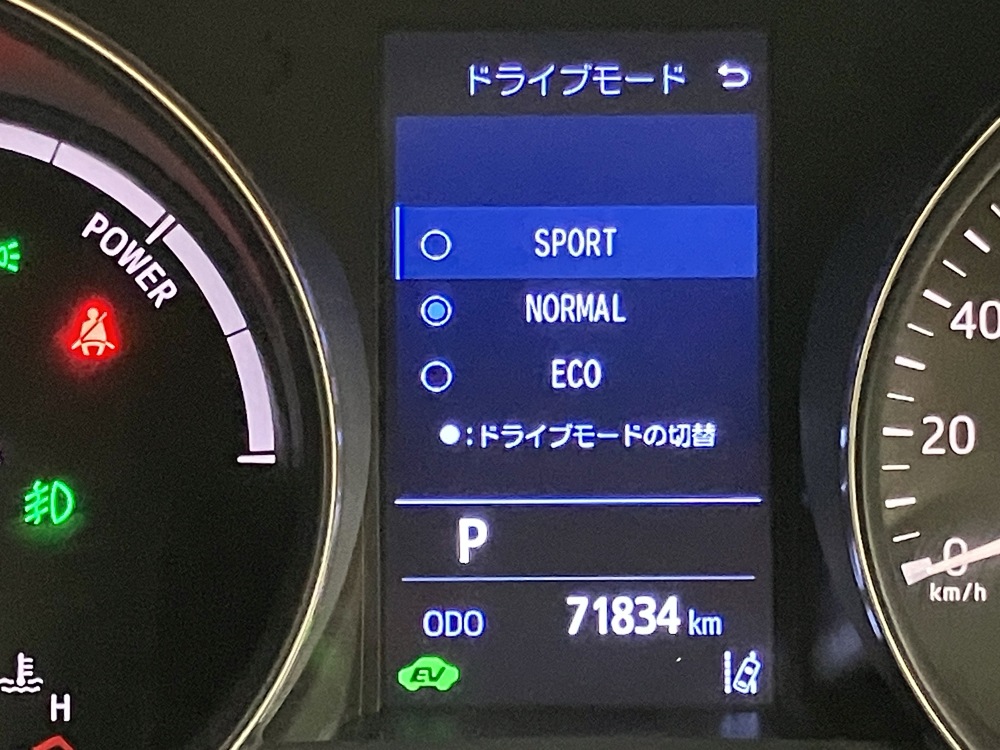 ドライブモード
SPORT
NORMAL
ECO
●:ドライブモードの切替
P
ODO 71834 km
EV
POWER
H
40
20
0
km/h